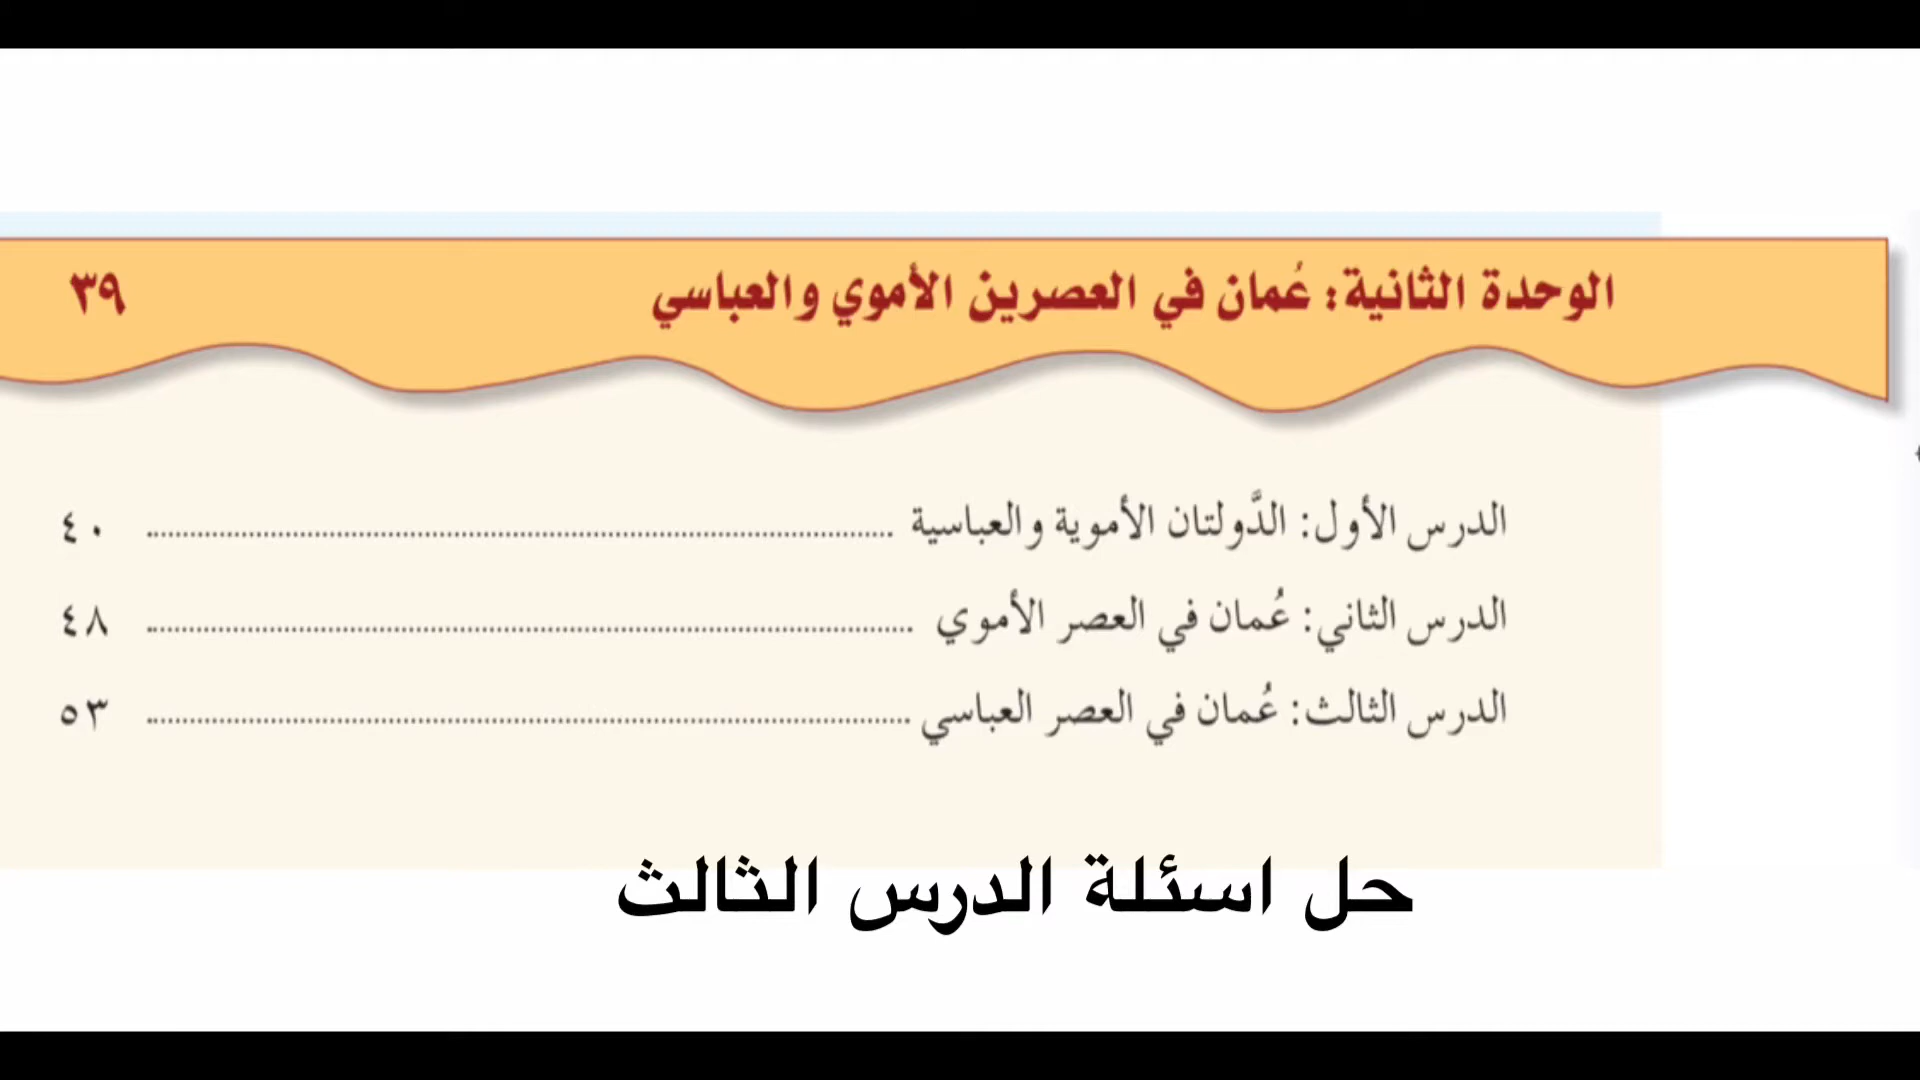 الوحدة الثانية: عُمان في العصرين الأموي والعباسي ٣٩
الدرس الأول: الدَّولتان الأموية والعباسية ........................ ٤٠
الدرس الثاني: عُمان في العصر الأموي ........................ ٤٨
الدرس الثالث: عُمان في العصر العباسي ........................ ٥٣
حل اسئلة الدرس الثالث